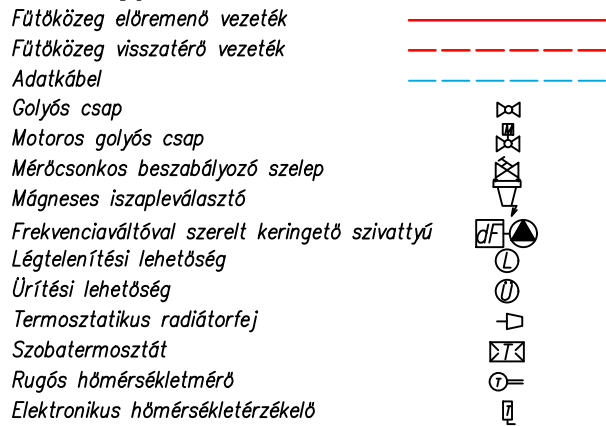 Fűtőközeg előremenő vezeték
Fűtőközeg visszatérő vezeték
Adatkábel
Golyós csap
Motoros golyós csap M
Mérőcsonkos beszabályozó szelep
Mágneses iszapleválasztó
Frekvenciaváltóval szerelt keringető szivattyú dF
Légtelenítési lehetőség L
Ürítési lehetőség Ü
Termosztatikus radiátorfej
Szobatermosztát T
Rugós hőmérsékletmérő T
Elektronikus hőmérsékletérzékelő T